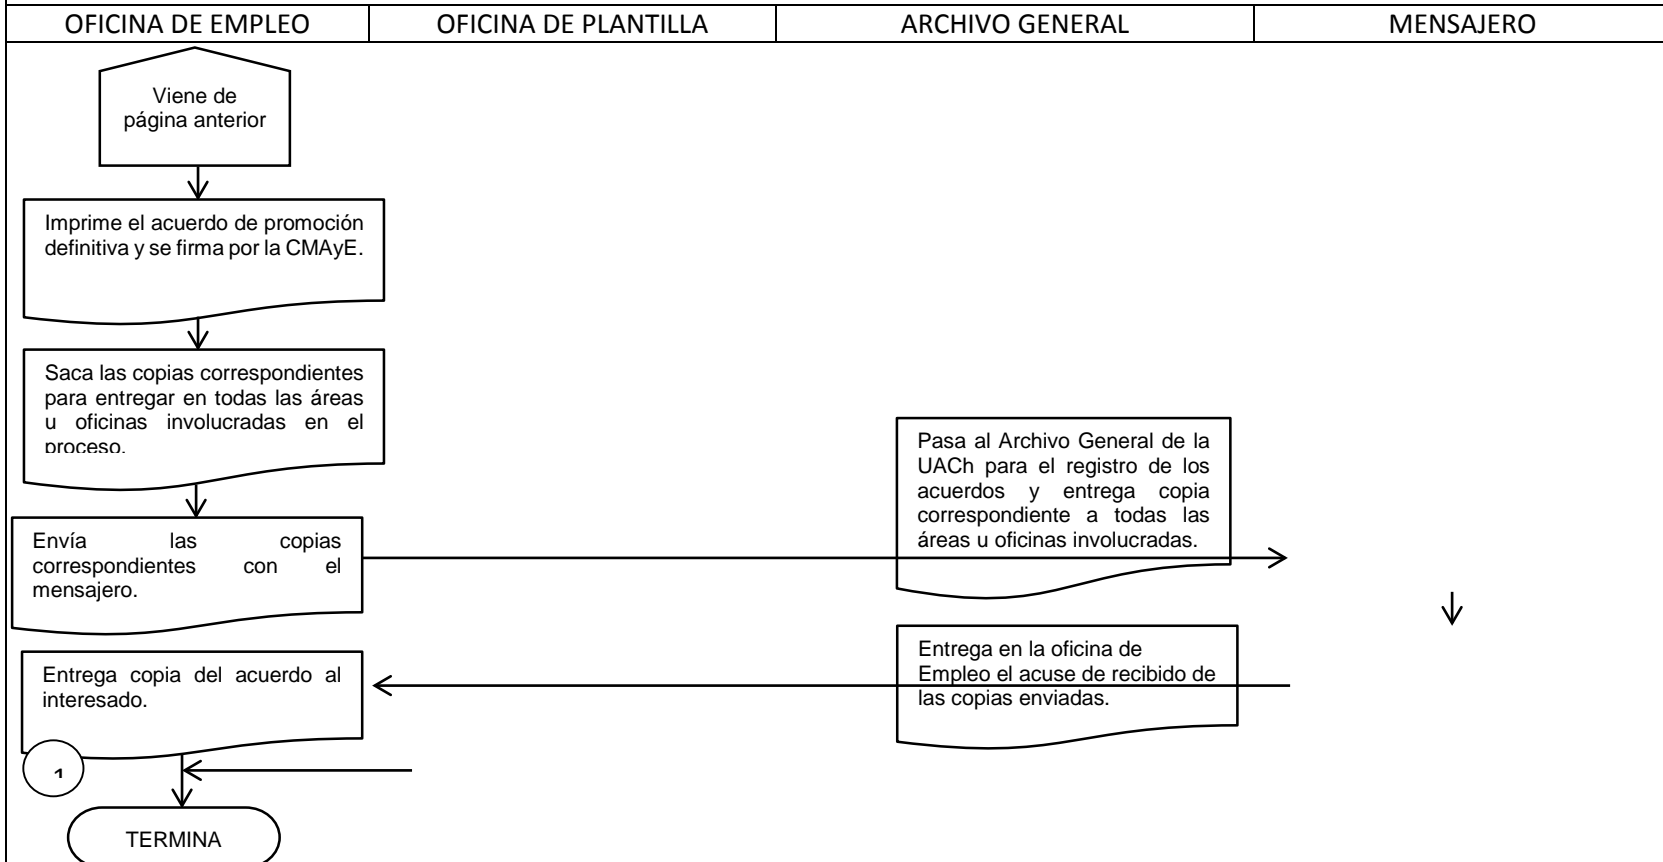 OFICINA DE EMPLEO
OFICINA DE PLANTILLA
ARCHIVO GENERAL
MENSAJERO
Viene de
página anterior
Imprime el acuerdo de promoción
definitiva y se firma por la CMAyE.
Saca las copias correspondientes
para entregar en todas las áreas
u oficinas involucradas en el
proceso.
Pasa al Archivo General de la
UACh para el registro de los
acuerdos y entrega copia
correspondiente a todas las
áreas u oficinas involucradas.
Envía las copias
correspondientes con el
mensajero.
Entrega en la oficina de
Empleo el acuse de recibido de
las copias enviadas.
Entrega copia del acuerdo al
interesado.
1
TERMINA